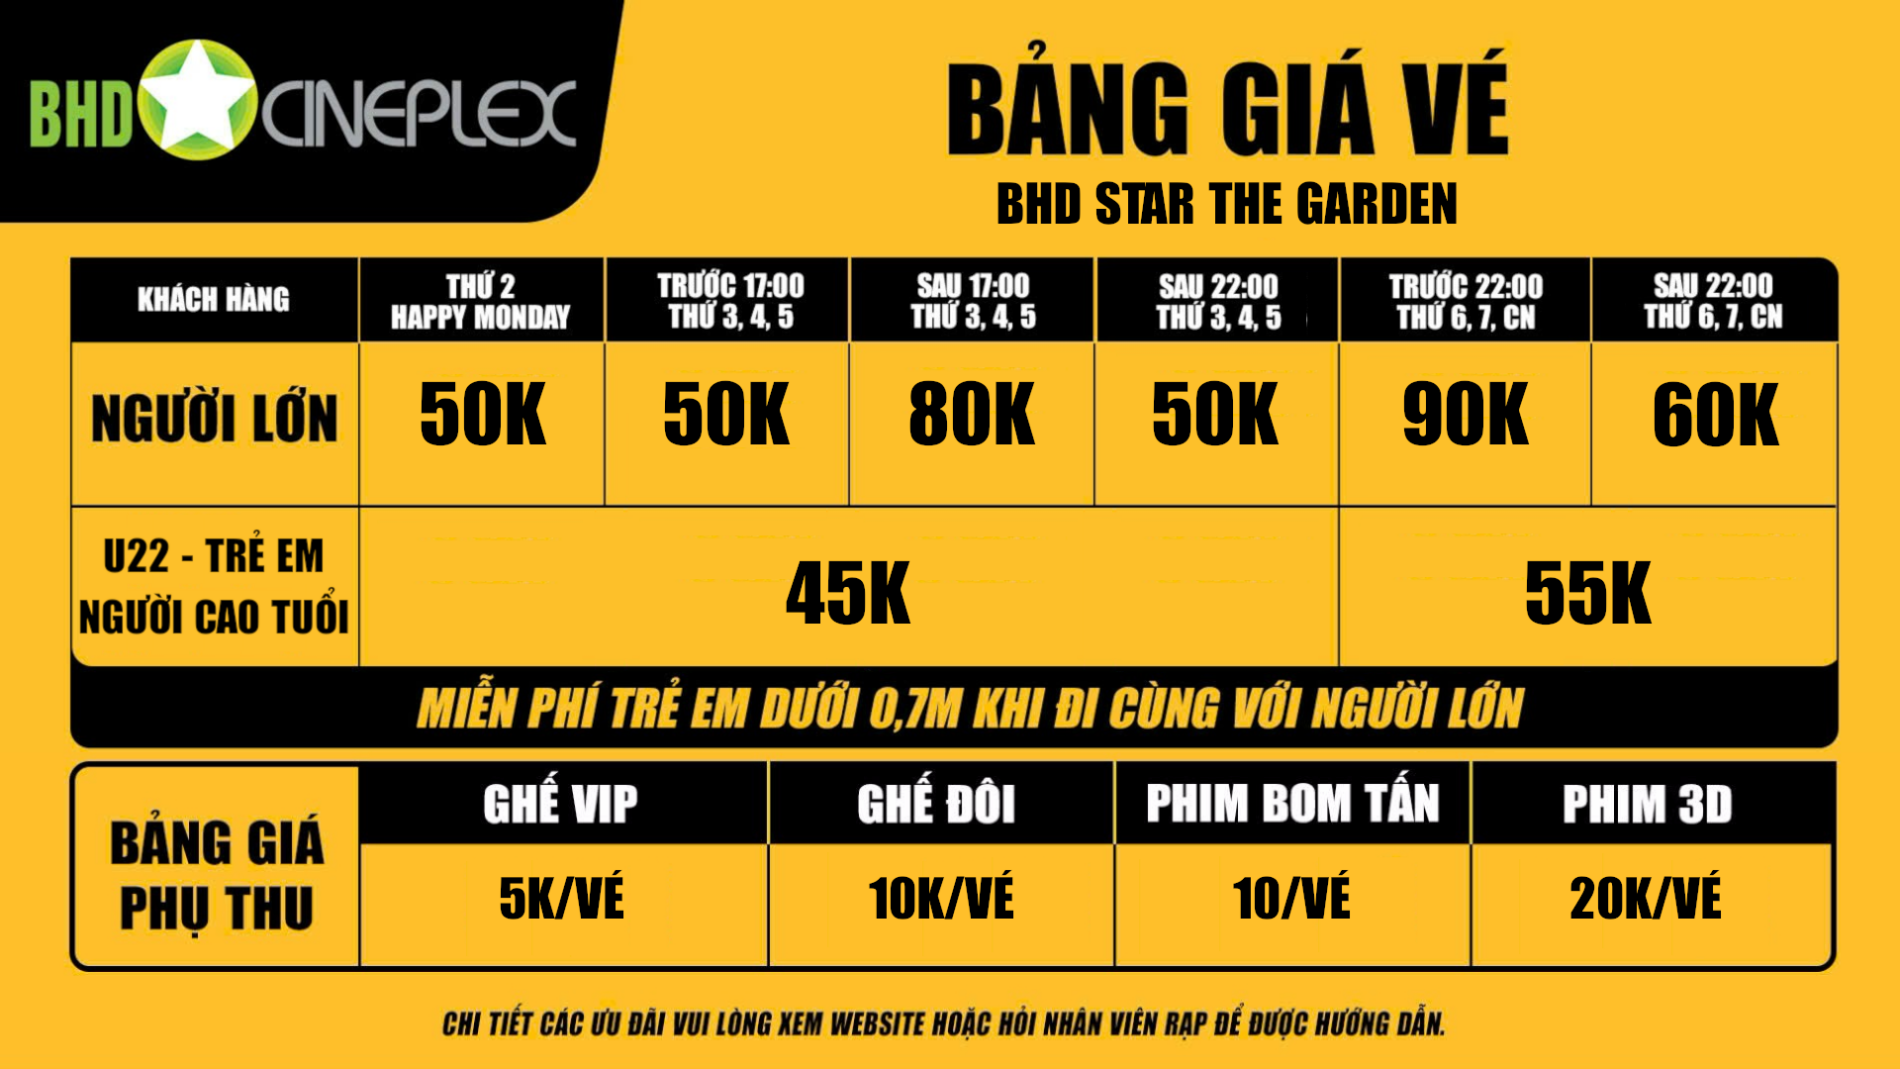 BHD CINEPLEX
BẢNG GIÁ VÉ
BHD STAR THE GARDEN
KHÁCH HÀNG
THỨ 2
HAPPY MONDAY
TRƯỚC 17:00
THỨ 3, 4, 5
SAU 17:00
THỨ 3, 4, 5
SAU 22:00
THỨ 3, 4, 5
TRƯỚC 22:00
THỨ 6, 7, CN
SAU 22:00
THỨ 6, 7, CN
NGƯỜI LỚN
50K
50K
80K
50K
90K
60K
U22 - TRẺ EM
NGƯỜI CAO TUỔI
45K
55K
MIỄN PHÍ TRẺ EM DƯỚI 0,7M KHI ĐI CÙNG VỚI NGƯỜI LỚN
BẢNG GIÁ
PHỤ THU
GHẾ VIP
GHẾ ĐÔI
PHIM BOM TẤN
PHIM 3D
5K/VÉ
10K/VÉ
10/VÉ
20K/VÉ
CHI TIẾT CÁC ƯU ĐÃI VUI LÒNG XEM WEBSITE HOẶC HỎI NHÂN VIÊN RẠP ĐỂ ĐƯỢC HƯỚNG DẪN.